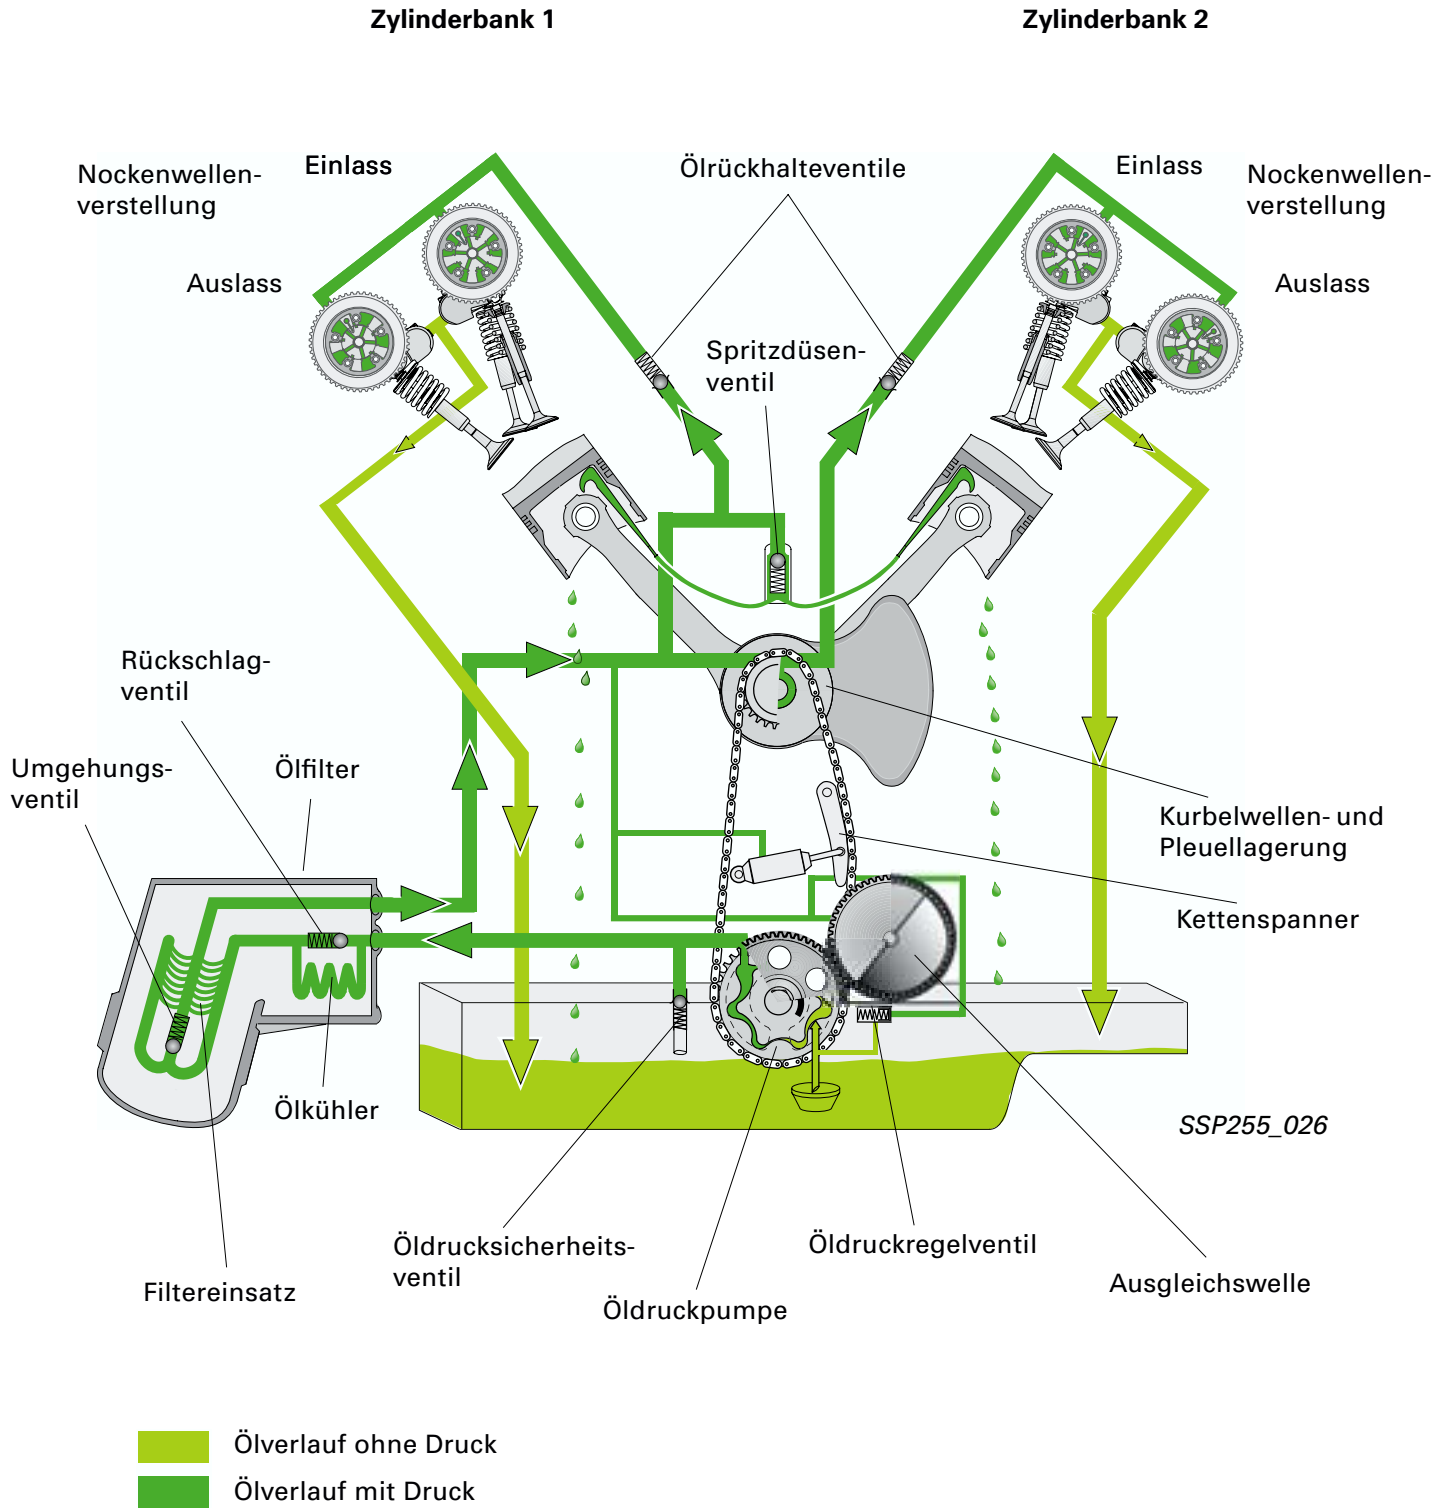 Zylinderbank 1
Zylinderbank 2
Einlass
Nockenwellen-
verstellung
Auslass
Ölrückhalteventile
Einlass
Nockenwellen-
verstellung
Auslass
Spritzdüsen-
ventil
Rückschlag-
ventil
Umgehungs-
ventil
Ölfilter
Kurbelwellen- und
Pleuellagerung
Kettenspanner
Ölkühler
SSP255_026
Filtereinsatz
Öldrucksicherheits-
ventil
Öldruckpumpe
Öldruckregelventil
Ausgleichswelle
Ölverlauf ohne Druck
Ölverlauf mit Druck